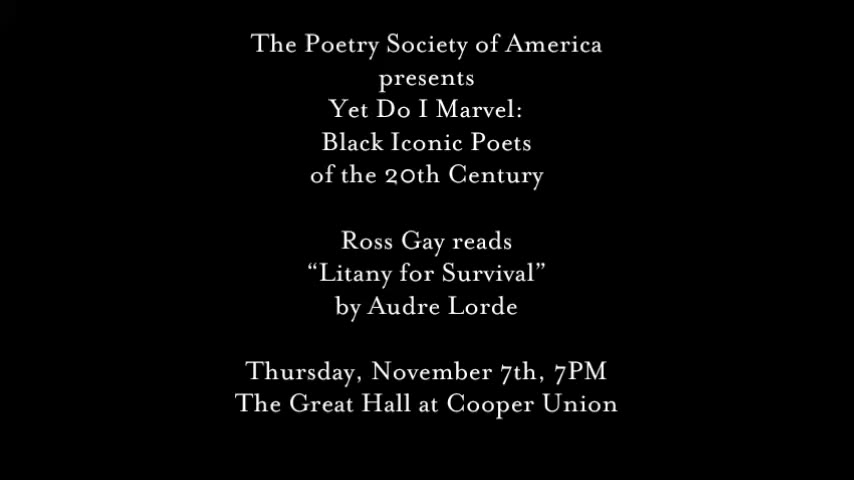 The Poetry Society of America
presents
Yet Do I Marvel:
Black Iconic Poets
of the 20th Century
Ross Gay reads
“Litany for Survival”
by Audre Lorde
Thursday, November 7th, 7PM
The Great Hall at Cooper Union